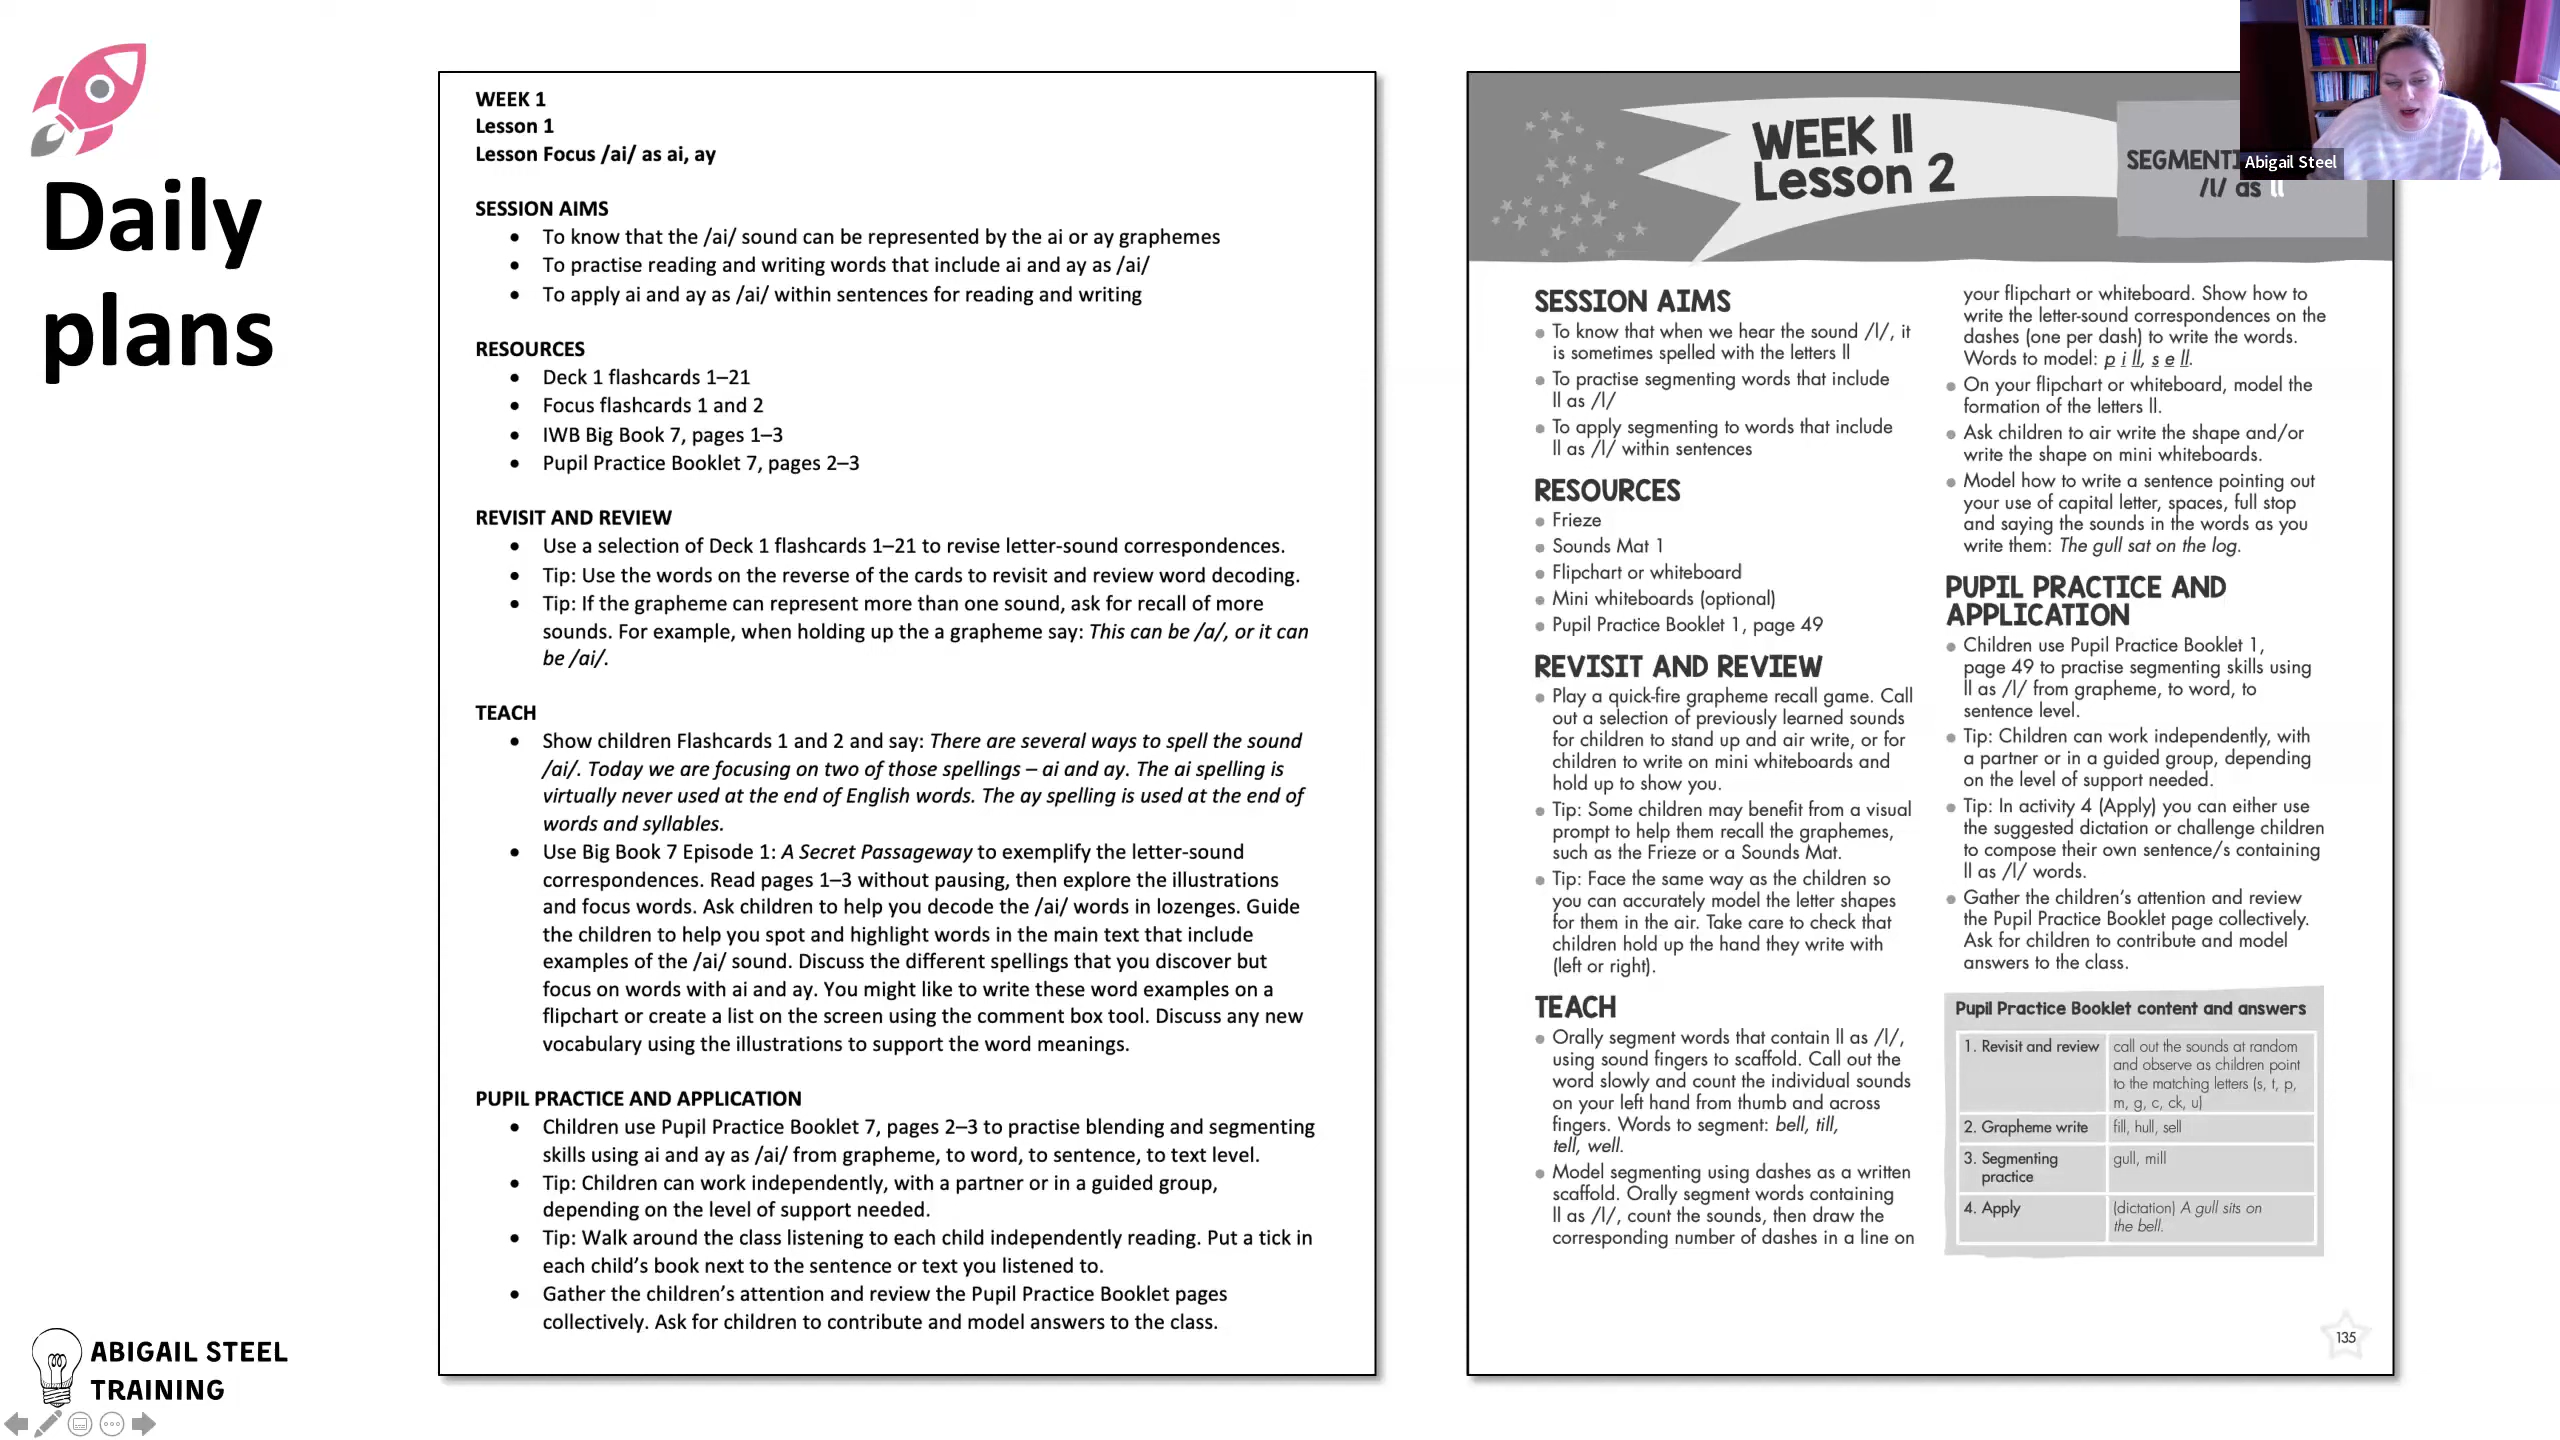 Daily
plans
WEEK 1
Lesson 1
Lesson Focus /ai/ as ai, ay
SESSION AIMS
• To know that the /ai/ sound can be represented by the ai or ay graphemes
• To practise reading and writing words that include ai and ay as /ai/
• To apply ai and ay as /ai/ within sentences for reading and writing
RESOURCES
• Deck 1 flashcards 1–21
• Focus flashcards 1 and 2
• IWB Big Book 7, pages 1–3
• Pupil Practice Booklet 7, pages 2–3
REVISIT AND REVIEW
• Use a selection of Deck 1 flashcards 1–21 to revise letter-sound correspondences.
• Tip: Use the words on the reverse of the cards to revisit and review word decoding.
• Tip: If the grapheme can represent more than one sound, ask for recall of more
sounds. For example, when holding up the a grapheme say: This can be /a/, or it can
be /ai/.
TEACH
• Show children Flashcards 1 and 2 and say: There are several ways to spell the sound
/ai/. Today we are focusing on two of those spellings – ai and ay. The ai spelling is
virtually never used at the end of English words. The ay spelling is used at the end of
words and syllables.
• Use Big Book 7 Episode 1: A Secret Passageway to exemplify the letter-sound
correspondences. Read pages 1–3 without pausing, then explore the illustrations
and focus words. Ask children to help you decode the /ai/ words in lozenges. Guide
the children to help you spot and highlight words in the main text that include
examples of the /ai/ sound. Discuss the different spellings that you discover but
focus on words with ai and ay. You might like to write these word examples on a
flipchart or create a list on the screen using the comment box tool. Discuss any new
vocabulary using the illustrations to support the word meanings.
PUPIL PRACTICE AND APPLICATION
• Children use Pupil Practice Booklet 7, pages 2–3 to practise blending and segmenting
skills using ai and ay as /ai/ from grapheme, to word, to sentence, to text level.
• Tip: Children can work independently, with a partner or in a guided group,
depending on the level of support needed.
• Tip: Walk around the class listening to each child independently reading. Put a tick in
each child's book next to the sentence or text you listened to.
• Gather the children's attention and review the Pupil Practice Booklet pages
collectively. Ask for children to contribute and model answers to the class.
WEEK 11
Lesson 2
SEGMENTI
/l/ as ll
Abigail Steel
SESSION AIMS
• To know that when we hear the sound /l/, it
is sometimes spelled with the letters ll
• To practise segmenting words that include
ll as /l/
• To apply segmenting to words that include
ll as /l/ within sentences
RESOURCES
• Frieze
• Sounds Mat 1
• Flipchart or whiteboard
• Mini whiteboards (optional)
• Pupil Practice Booklet 1, page 49
REVISIT AND REVIEW
• Play a quick-fire grapheme recall game. Call
out a selection of previously learned sounds
for children to stand up and air write, or for
children to write on mini whiteboards and
hold up to show you.
• Tip: Some children may benefit from a visual
prompt to help them recall the graphemes,
such as the Frieze or a Sounds Mat.
• Tip: Face the same way as the children so
you can accurately model the letter shapes
for them in the air. Take care to check that
children hold up the hand they write with
(left or right).
TEACH
• Orally segment words that contain ll as /l/,
using sound fingers to scaffold. Call out the
word slowly and count the individual sounds
on your left hand from thumb and across
fingers. Words to segment: bell, till,
tell, well.
• Model segmenting using dashes as a written
scaffold. Orally segment words containing
ll as /l/, count the sounds, then draw the
corresponding number of dashes in a line on
your flipchart or whiteboard. Show how to
write the letter-sound correspondences on the
dashes (one per dash) to write the words.
Words to model: p i ll, s e ll.
• On your flipchart or whiteboard, model the
formation of the letters ll.
• Ask children to air write the shape and/or
write the shape on mini whiteboards.
• Model how to write a sentence pointing out
your use of capital letter, spaces, full stop
and saying the sounds in the words as you
write them: The gull sat on the log.
PUPIL PRACTICE AND
APPLICATION
• Children use Pupil Practice Booklet 1,
page 49 to practise segmenting skills using
ll as /l/ from grapheme, to word, to
sentence level.
• Tip: Children can work independently, with
a partner or in a guided group, depending
on the level of support needed.
• Tip: In activity 4 (Apply) you can either use
the suggested dictation or challenge children
to compose their own sentence/s containing
ll as /l/ words.
• Gather the children's attention and review
the Pupil Practice Booklet page collectively.
Ask for children to contribute and model
answers to the class.
Pupil Practice Booklet content and answers
1. Revisit and review
call out the sounds at random
and observe as children point
to the matching letters (s, t, p,
m, g, c, ck, u)
2. Grapheme write
fill, hull, sell
3. Segmenting
practice
gull, mill
4. Apply
(dictation) A gull sits on
the bell.
135
ABIGAIL STEEL
TRAINING